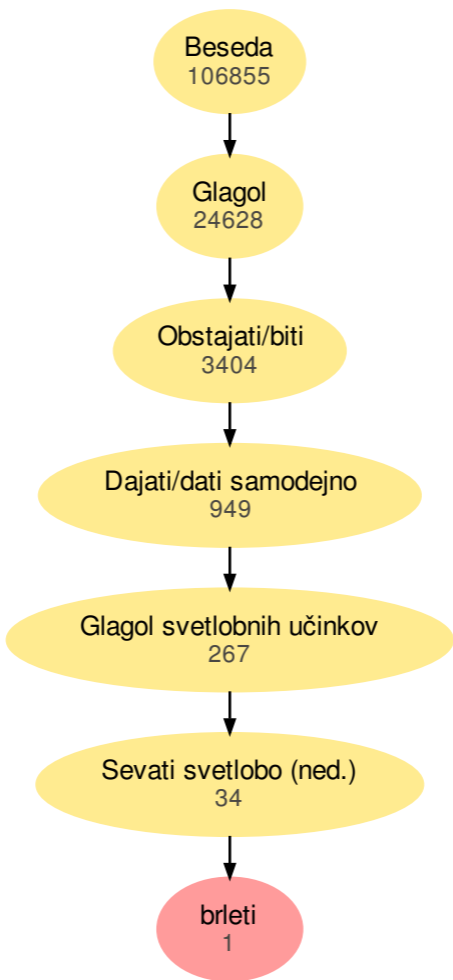 Beseda
106855
Glagol
24628
Obstajati/biti
3404
Dajati/dati samodejno
949
Glagol svetlobnih učinkov
267
Sevati svetlobo (ned.)
34
brleti
1